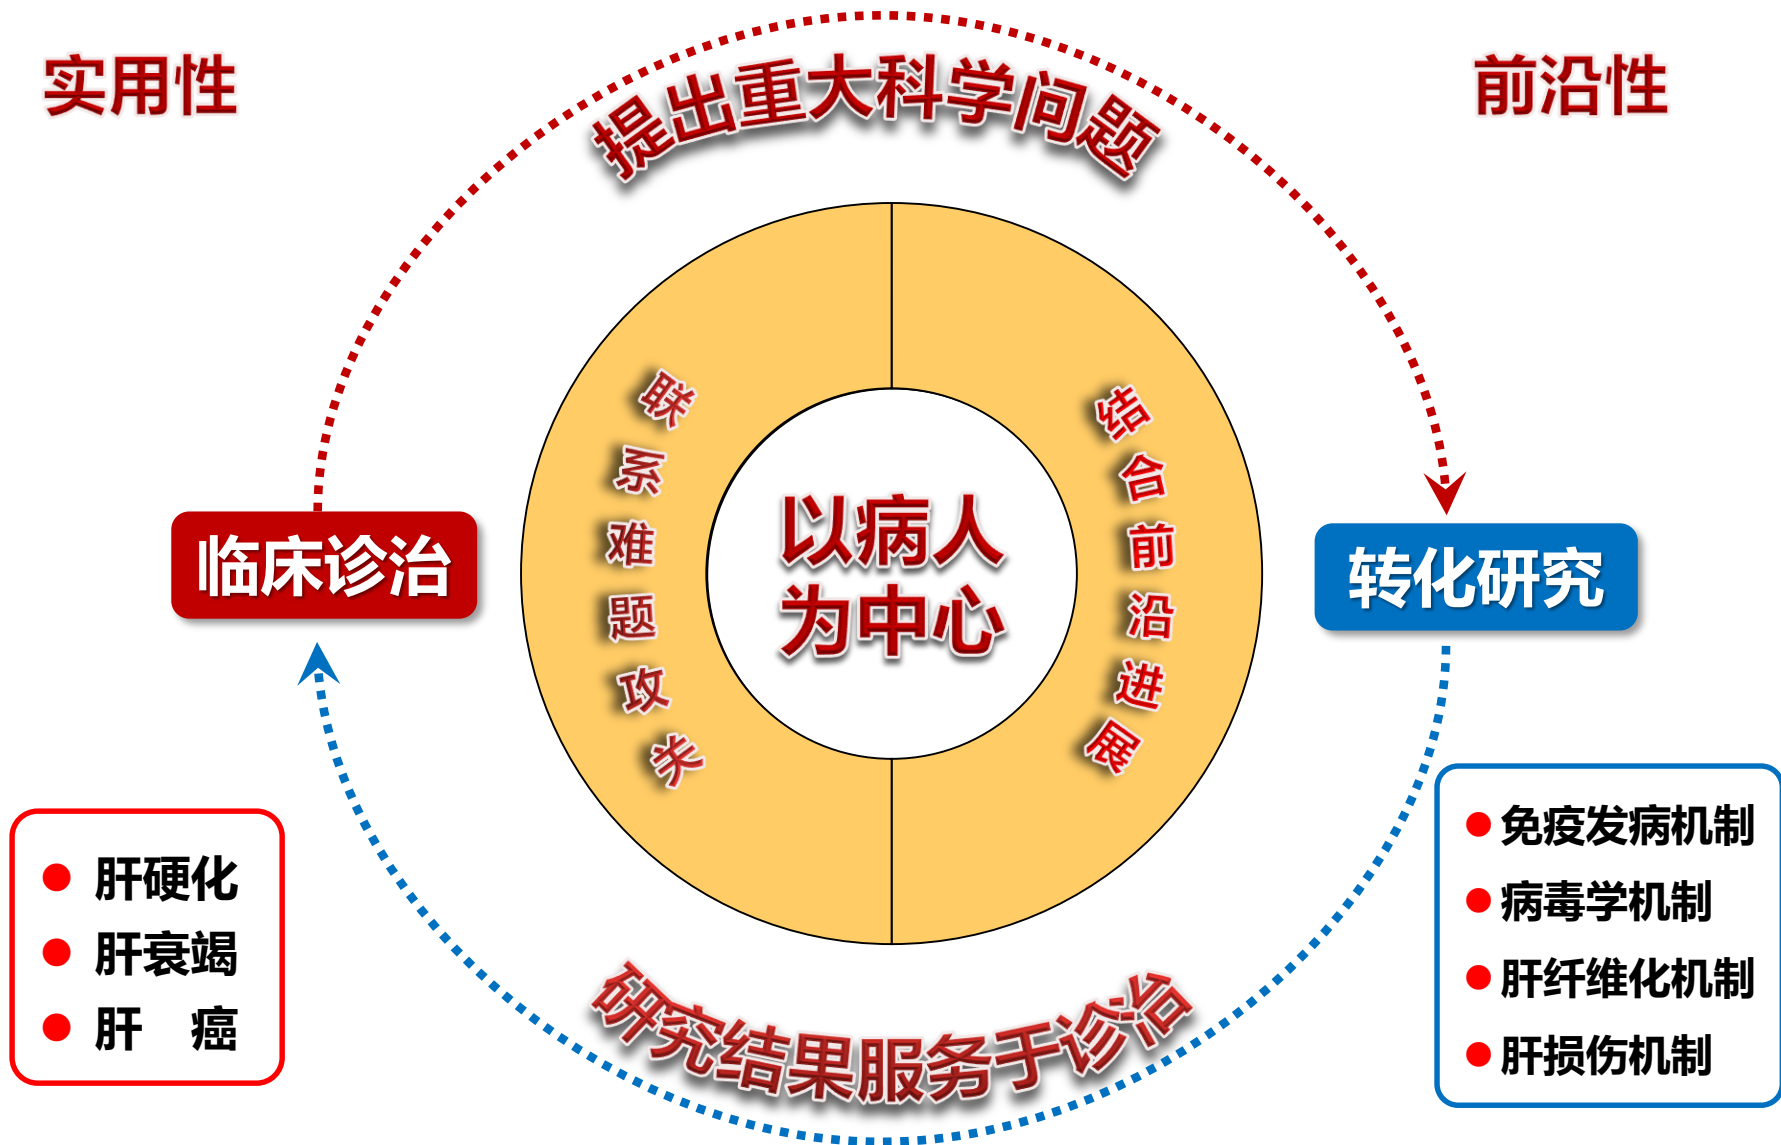 实用性
前沿性
提出重大科学问题
联系难题攻关
结合前沿进展
以病人
为中心
临床诊治
转化研究
肝硬化
肝衰竭
肝 癌
免疫发病机制
病毒学机制
肝纤维化机制
肝损伤机制
研究结果服务于诊治